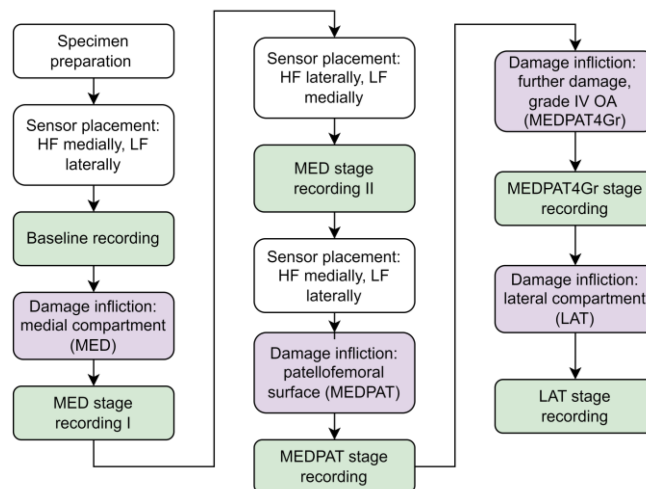 Specimen
preparation
Sensor placement:
HF medially, LF
laterally
Baseline recording
Damage infliction:
medial compartment
(MED)
MED stage
recording I
Sensor placement:
HF laterally, LF
medially
MED stage
recording II
Sensor placement:
HF medially, LF
laterally
Damage infliction:
patellofemoral
surface (MEDPAT)
MEDPAT stage
recording
Damage infliction:
further damage,
grade IV OA
(MEDPAT4Gr)
MEDPAT4Gr stage
recording
Damage infliction:
lateral compartment
(LAT)
LAT stage
recording